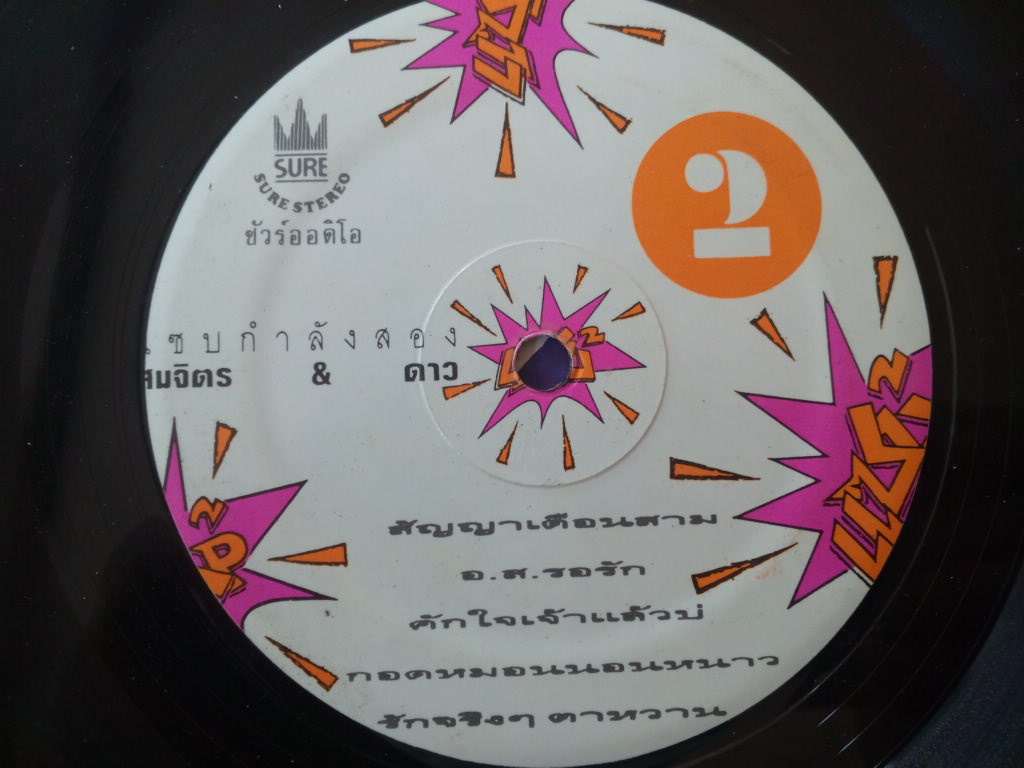 SURE
SURE STEREO
ชัวร์ออดิโอ
๒
แซบกำลังสอง
สมจิตร & ดาว
สัญญาเดือนสาม
อ.ส.รอรัก
คักใจเจ้าแล้วบ่
กอดหมอนนอนหนาว
รักจริงๆ ตาหวาน